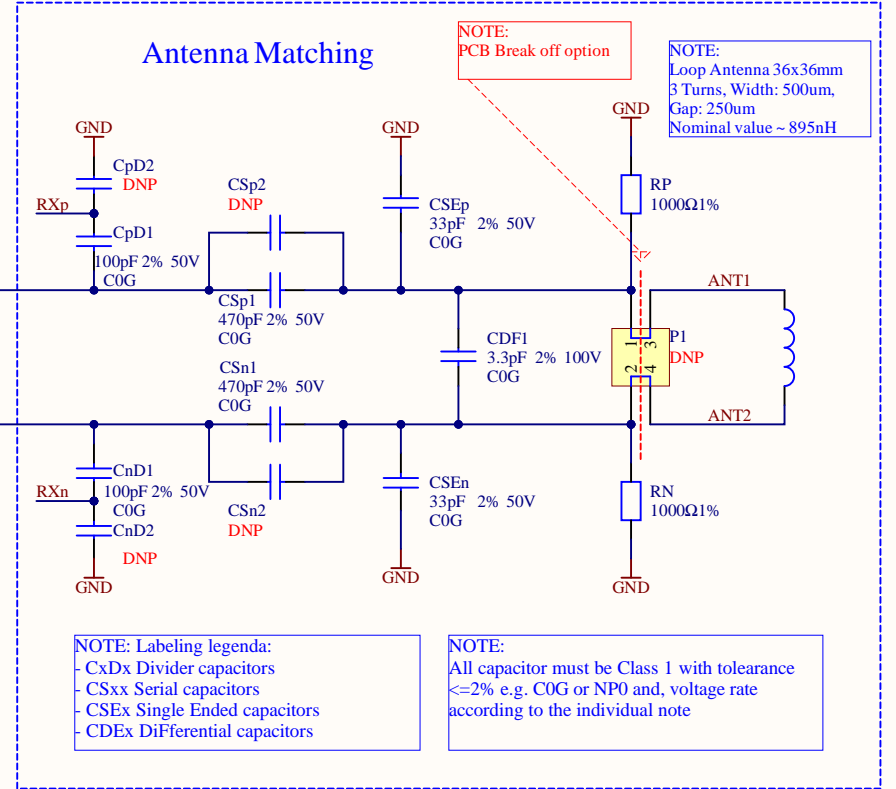 Antenna Matching
NOTE:
PCB Break off option
NOTE:
Loop Antenna 36x36mm
3 Turns, Width: 500um,
Gap: 250um
Nominal value ~ 895nH
GND
CpD2
DNP
RXp
CpD1
100pF 2% 50V
C0G
CSp2
DNP
CSp1
470pF 2% 50V
C0G
GND
CSEp
33pF 2% 50V
C0G
GND
RP
1000Ω1%
CDF1
3.3pF 2% 100V
C0G
ANT1
P1
DNP
1
3
2
4
ANT2
CSn1
470pF 2% 50V
C0G
CSn2
DNP
CnD1
100pF 2% 50V
C0G
RXn
CnD2
DNP
GND
CSEn
33pF 2% 50V
C0G
GND
RN
1000Ω1%
GND
NOTE: Labeling legenda:
- CxDx Divider capacitors
- CSxx Serial capacitors
- CSEx Single Ended capacitors
- CDEx DiFferential capacitors
NOTE:
All capacitor must be Class 1 with tolearance
<=2% e.g. C0G or NP0 and, voltage rate
according to the individual note